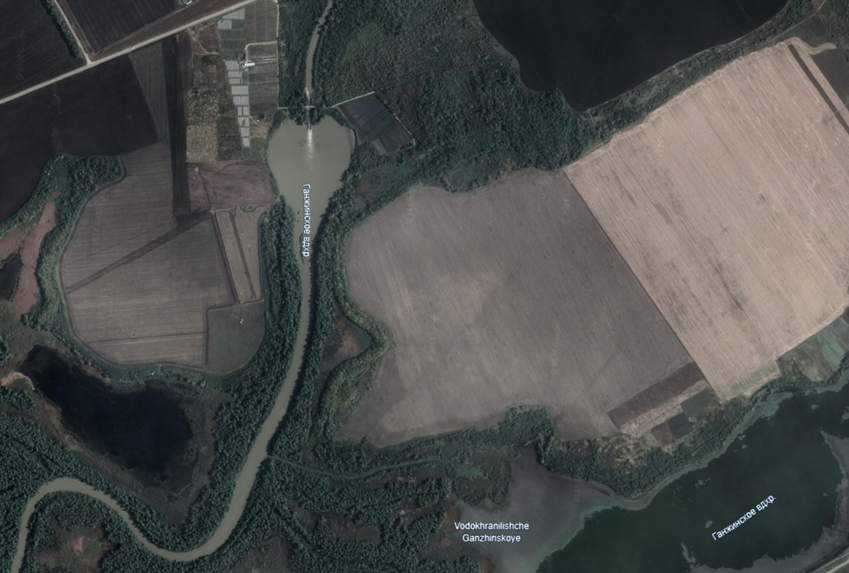 Ганжинское вдхр.
Vodokhranilishche
Ganzhinskoye
Ганжинское вдхр.